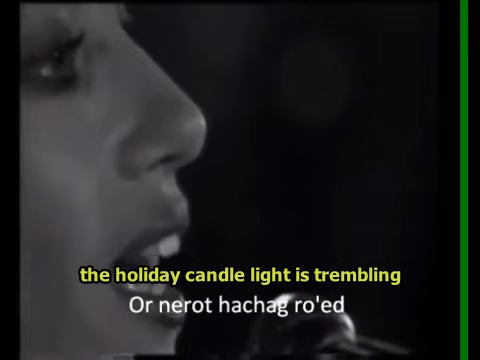 the holiday candle light is trembling
Or nerot hachag ro'ed